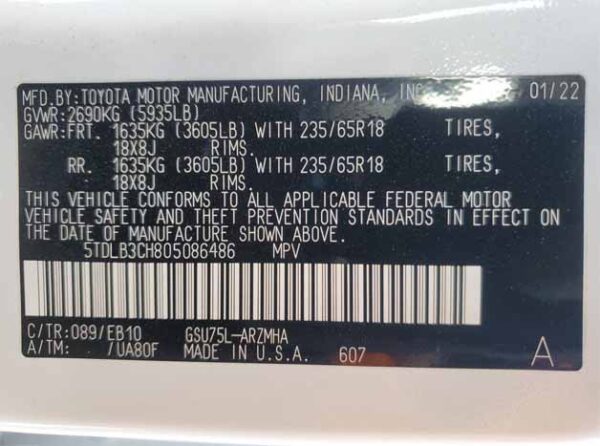 MFD.BY:TOYOTA MOTOR MANUFACTURING, INDIANA, INC. 01/22
GVWR:2690KG (5935LB)
GAWR:FRT. 1635KG (3605LB) WITH 235/65R18 TIRES,
18X8J RIMS.
RR. 1635KG (3605LB) WITH 235/65R18 TIRES,
18X8J RIMS.
THIS VEHICLE CONFORMS TO ALL APPLICABLE FEDERAL MOTOR
VEHICLE SAFETY AND THEFT PREVENTION STANDARDS IN EFFECT ON
THE DATE OF MANUFACTURE SHOWN ABOVE.
5TDLB3CH80S086486 MPV
C/TR:089/EB10 GSU75L-ARZMHA
A/TM: /UA80F MADE IN U.S.A. 607 A